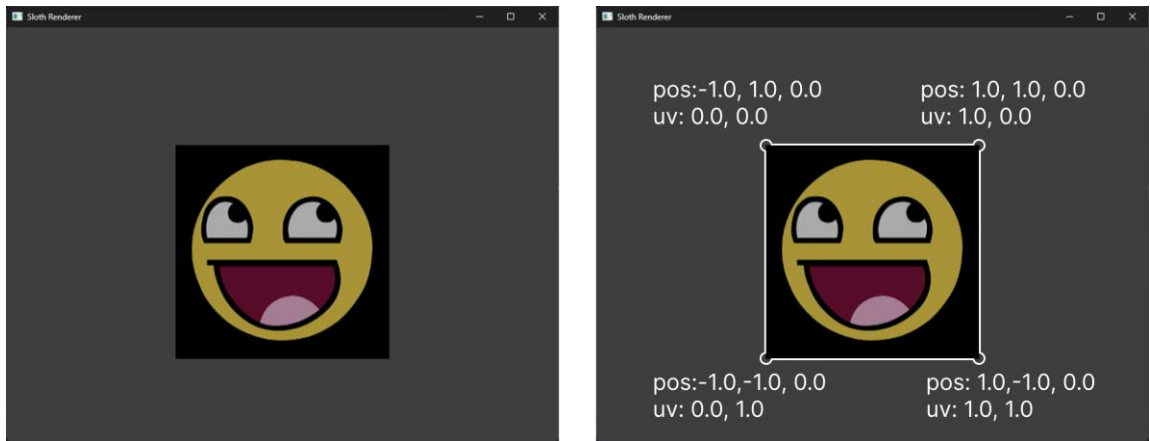 Sloth Renderer
Sloth Renderer
pos:-1.0, 1.0, 0.0
uv: 0.0, 0.0
pos: 1.0, 1.0, 0.0
uv: 1.0, 0.0
pos:-1.0,-1.0, 0.0
uv: 0.0, 1.0
pos: 1.0,-1.0, 0.0
uv: 1.0, 1.0